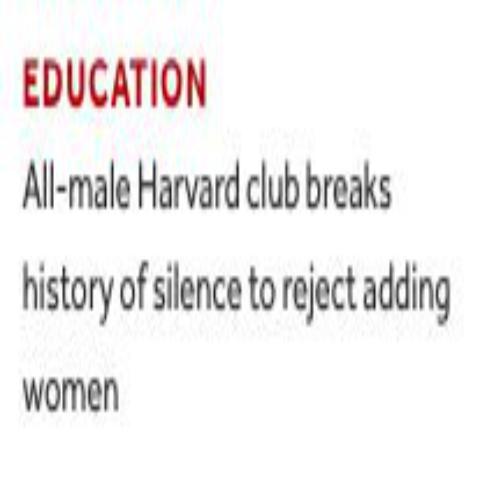 EDUCATION
All-male Harvard club breaks
history of silence to reject adding
women